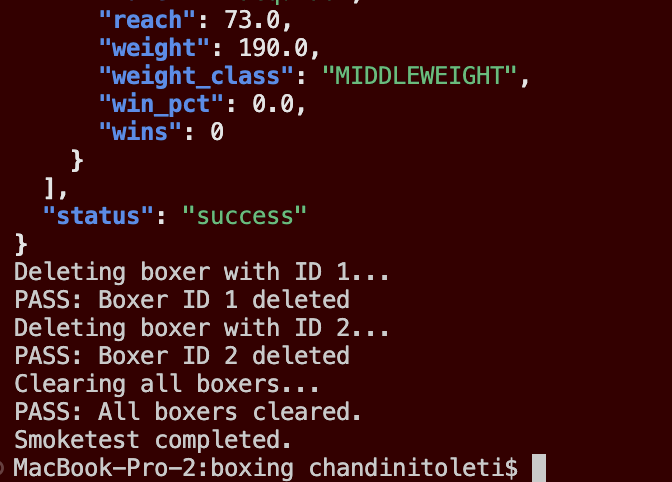 "reach": 73.0,
"weight": 190.0,
"weight_class": "MIDDLEWEIGHT",
"win_pct": 0.0,
"wins": 0
}
],
"status": "success"
}
Deleting boxer with ID 1...
PASS: Boxer ID 1 deleted
Deleting boxer with ID 2...
PASS: Boxer ID 2 deleted
Clearing all boxers...
PASS: All boxers cleared.
Smoketest completed.
MacBook-Pro-2:boxing chandinitoleti$